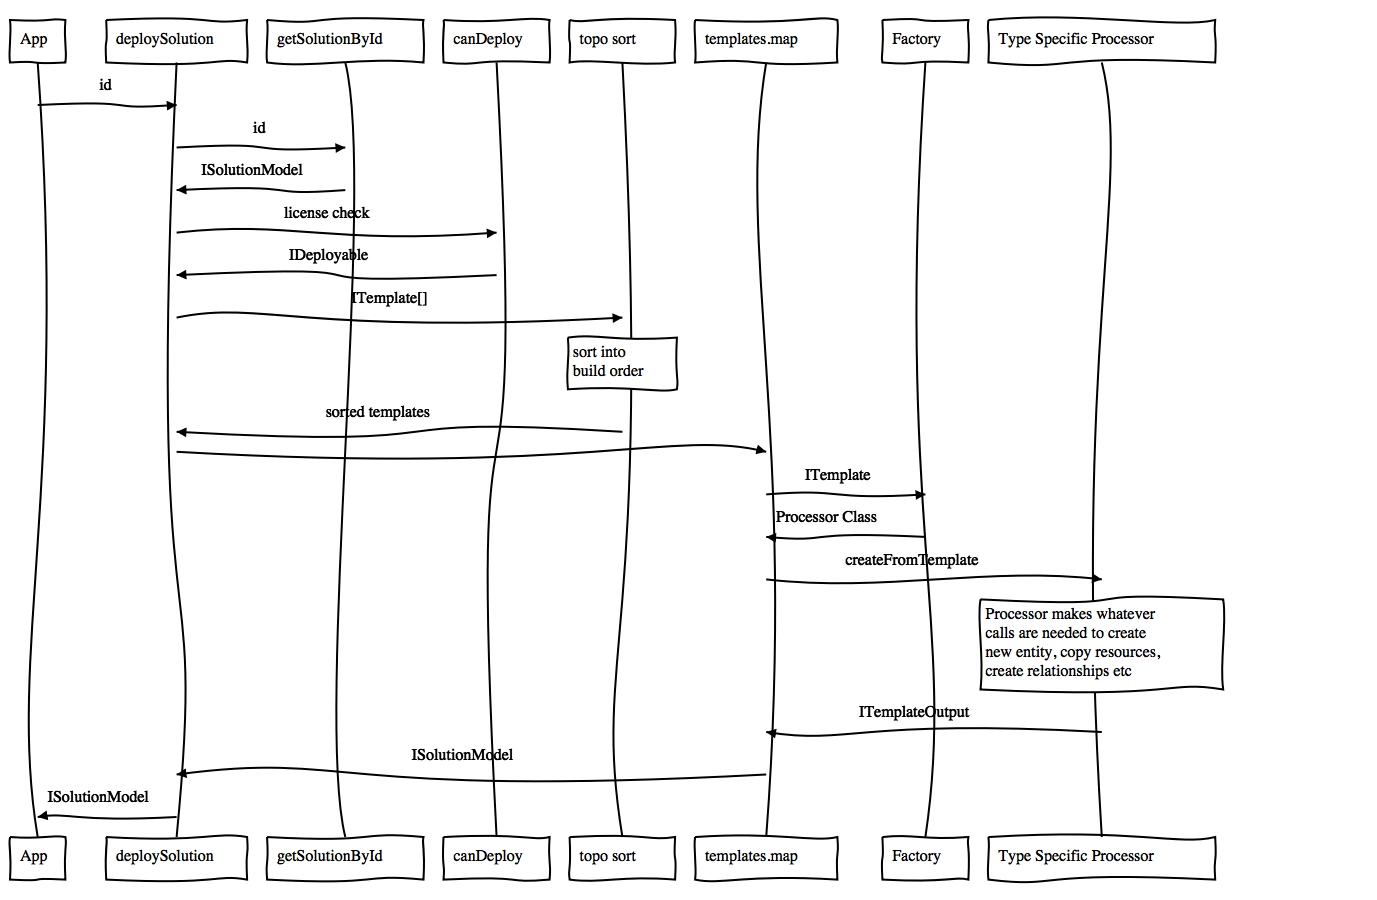 App
deploySolution
getSolutionById
canDeploy
topo sort
templates.map
Factory
Type Specific Processor
id
id
ISolutionModel
license check
IDeployable
ITemplate[]
sort into
build order
sorted templates
ITemplate
Processor Class
createFromTemplate
Processor makes whatever
calls are needed to create
new entity, copy resources,
create relationships etc
ITemplateOutput
ISolutionModel
ISolutionModel
App
deploySolution
getSolutionById
canDeploy
topo sort
templates.map
Factory
Type Specific Processor